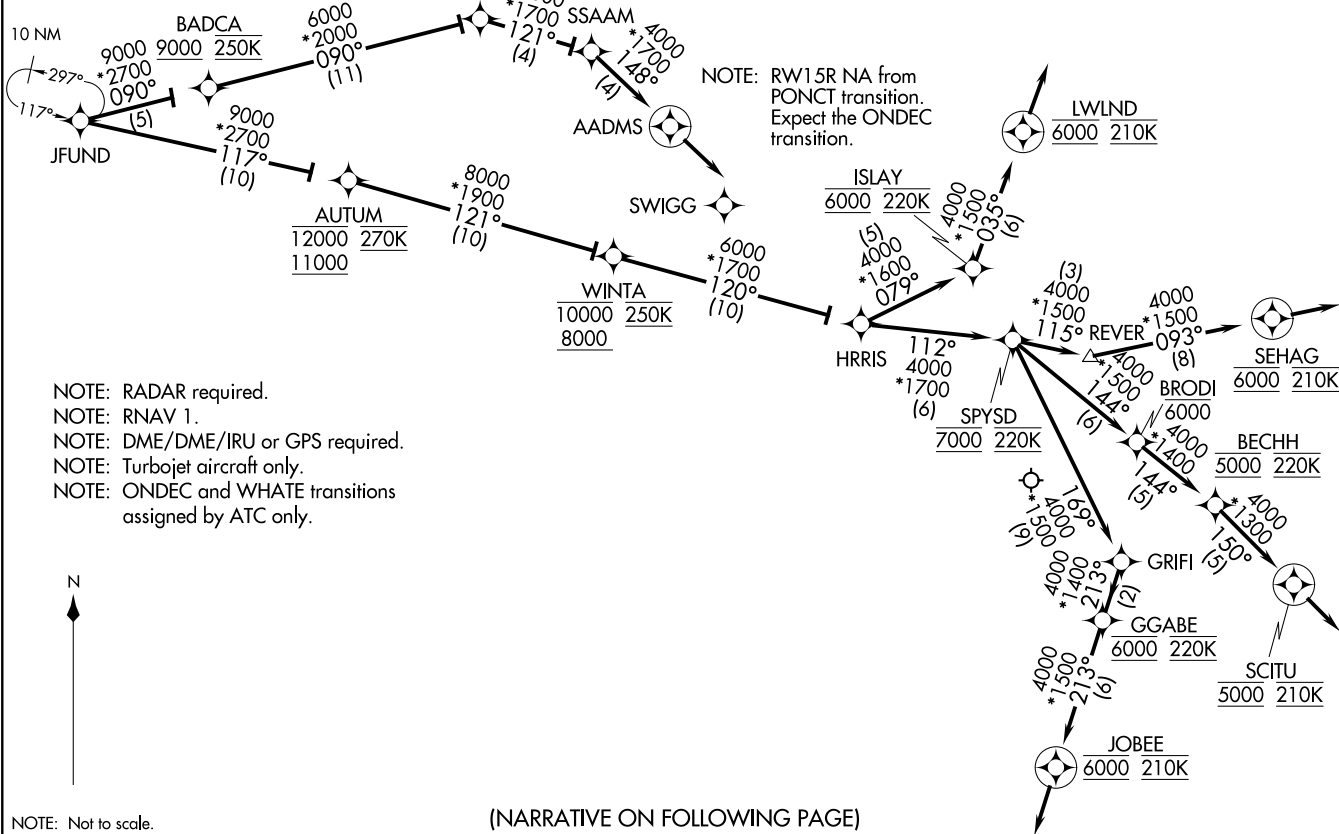 10 NM
297°
117°
JFUND
9000
*2700
090°
(5)
BADCA
9000 250K
6000
*2000
090°
(11)
*1700
121°
(4)
SSAAM
4000
*1700
148°
(4)
AADMS
SWIGG
NOTE: RW15R NA from
PONCT transition.
Expect the ONDEC
transition.
9000
*2700
117°
(10)
AUTUM
12000 270K
11000
8000
*1900
121°
(10)
WINTA
10000 250K
8000
6000
*1700
120°
(10)
HRRIS
(5)
4000
*1600
079°
ISLAY
6000 220K
4000
*1500
035°
(6)
LWLND
6000 210K
112°
4000
*1700
(6)
SPYSD
7000 220K
(3)
4000
*1500
115°
REVER
4000
*1500
093°
(8)
SEHAG
6000 210K
4000
*1500
144°
(6)
BRODI
6000
4000
*1400
144°
(5)
BECHH
5000 220K
4000
*1300
150°
(5)
SCITU
5000 210K
169°
4000
*1500
(9)
GRIFI
4000
*1400
213°
(2)
GGABE
6000 220K
4000
*1500
213°
(6)
JOBEE
6000 210K
NOTE: RADAR required.
NOTE: RNAV 1.
NOTE: DME/DME/IRU or GPS required.
NOTE: Turbojet aircraft only.
NOTE: ONDEC and WHATE transitions
assigned by ATC only.
N
NOTE: Not to scale.
(NARRATIVE ON FOLLOWING PAGE)